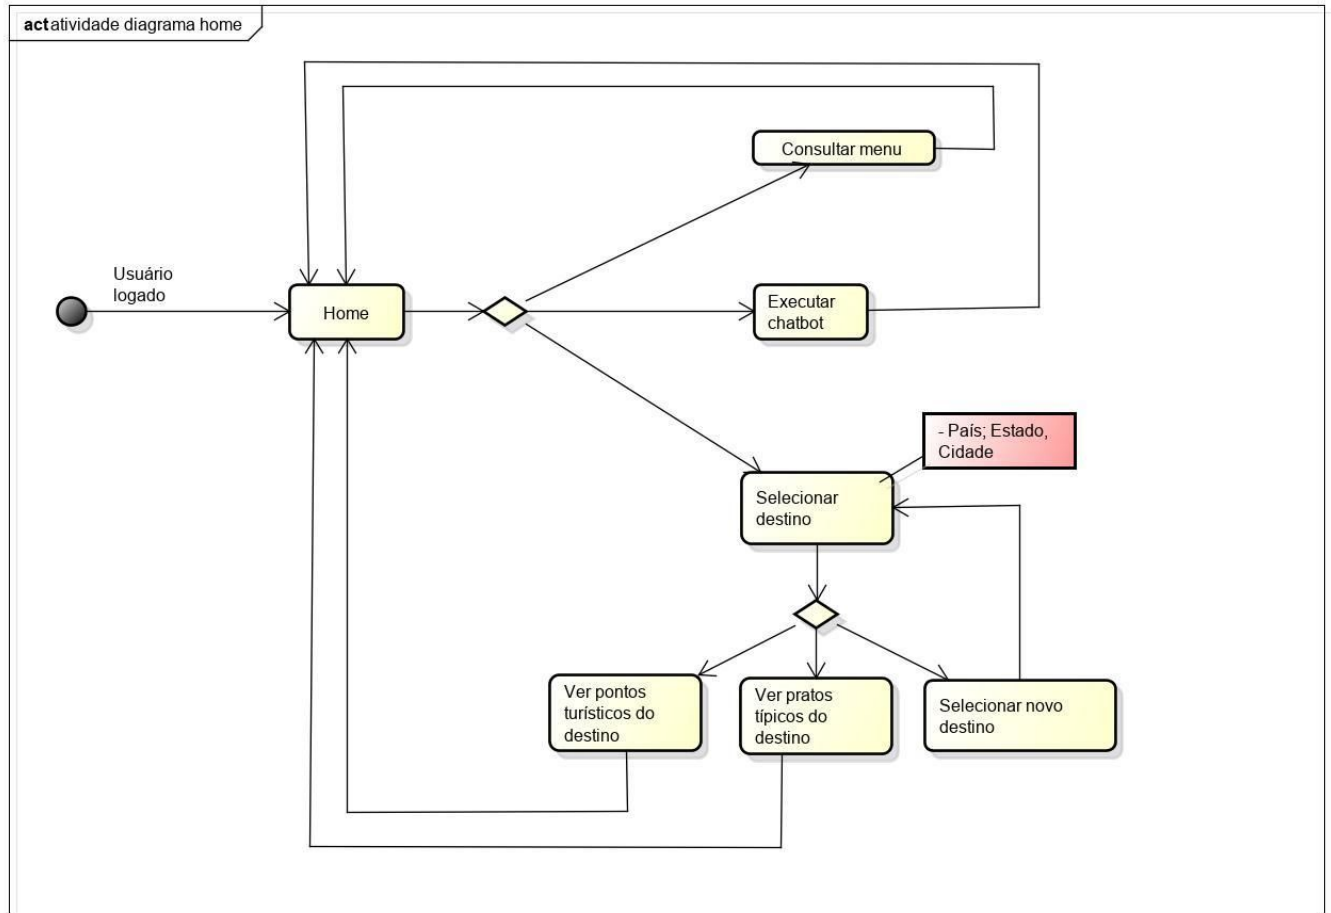 act atividade diagrama home
Consultar menu
Usuário
logado
Home
Executar
chatbot
- País; Estado,
Cidade
Selecionar
destino
Ver pontos
turísticos do
destino
Ver pratos
típicos do
destino
Selecionar novo
destino